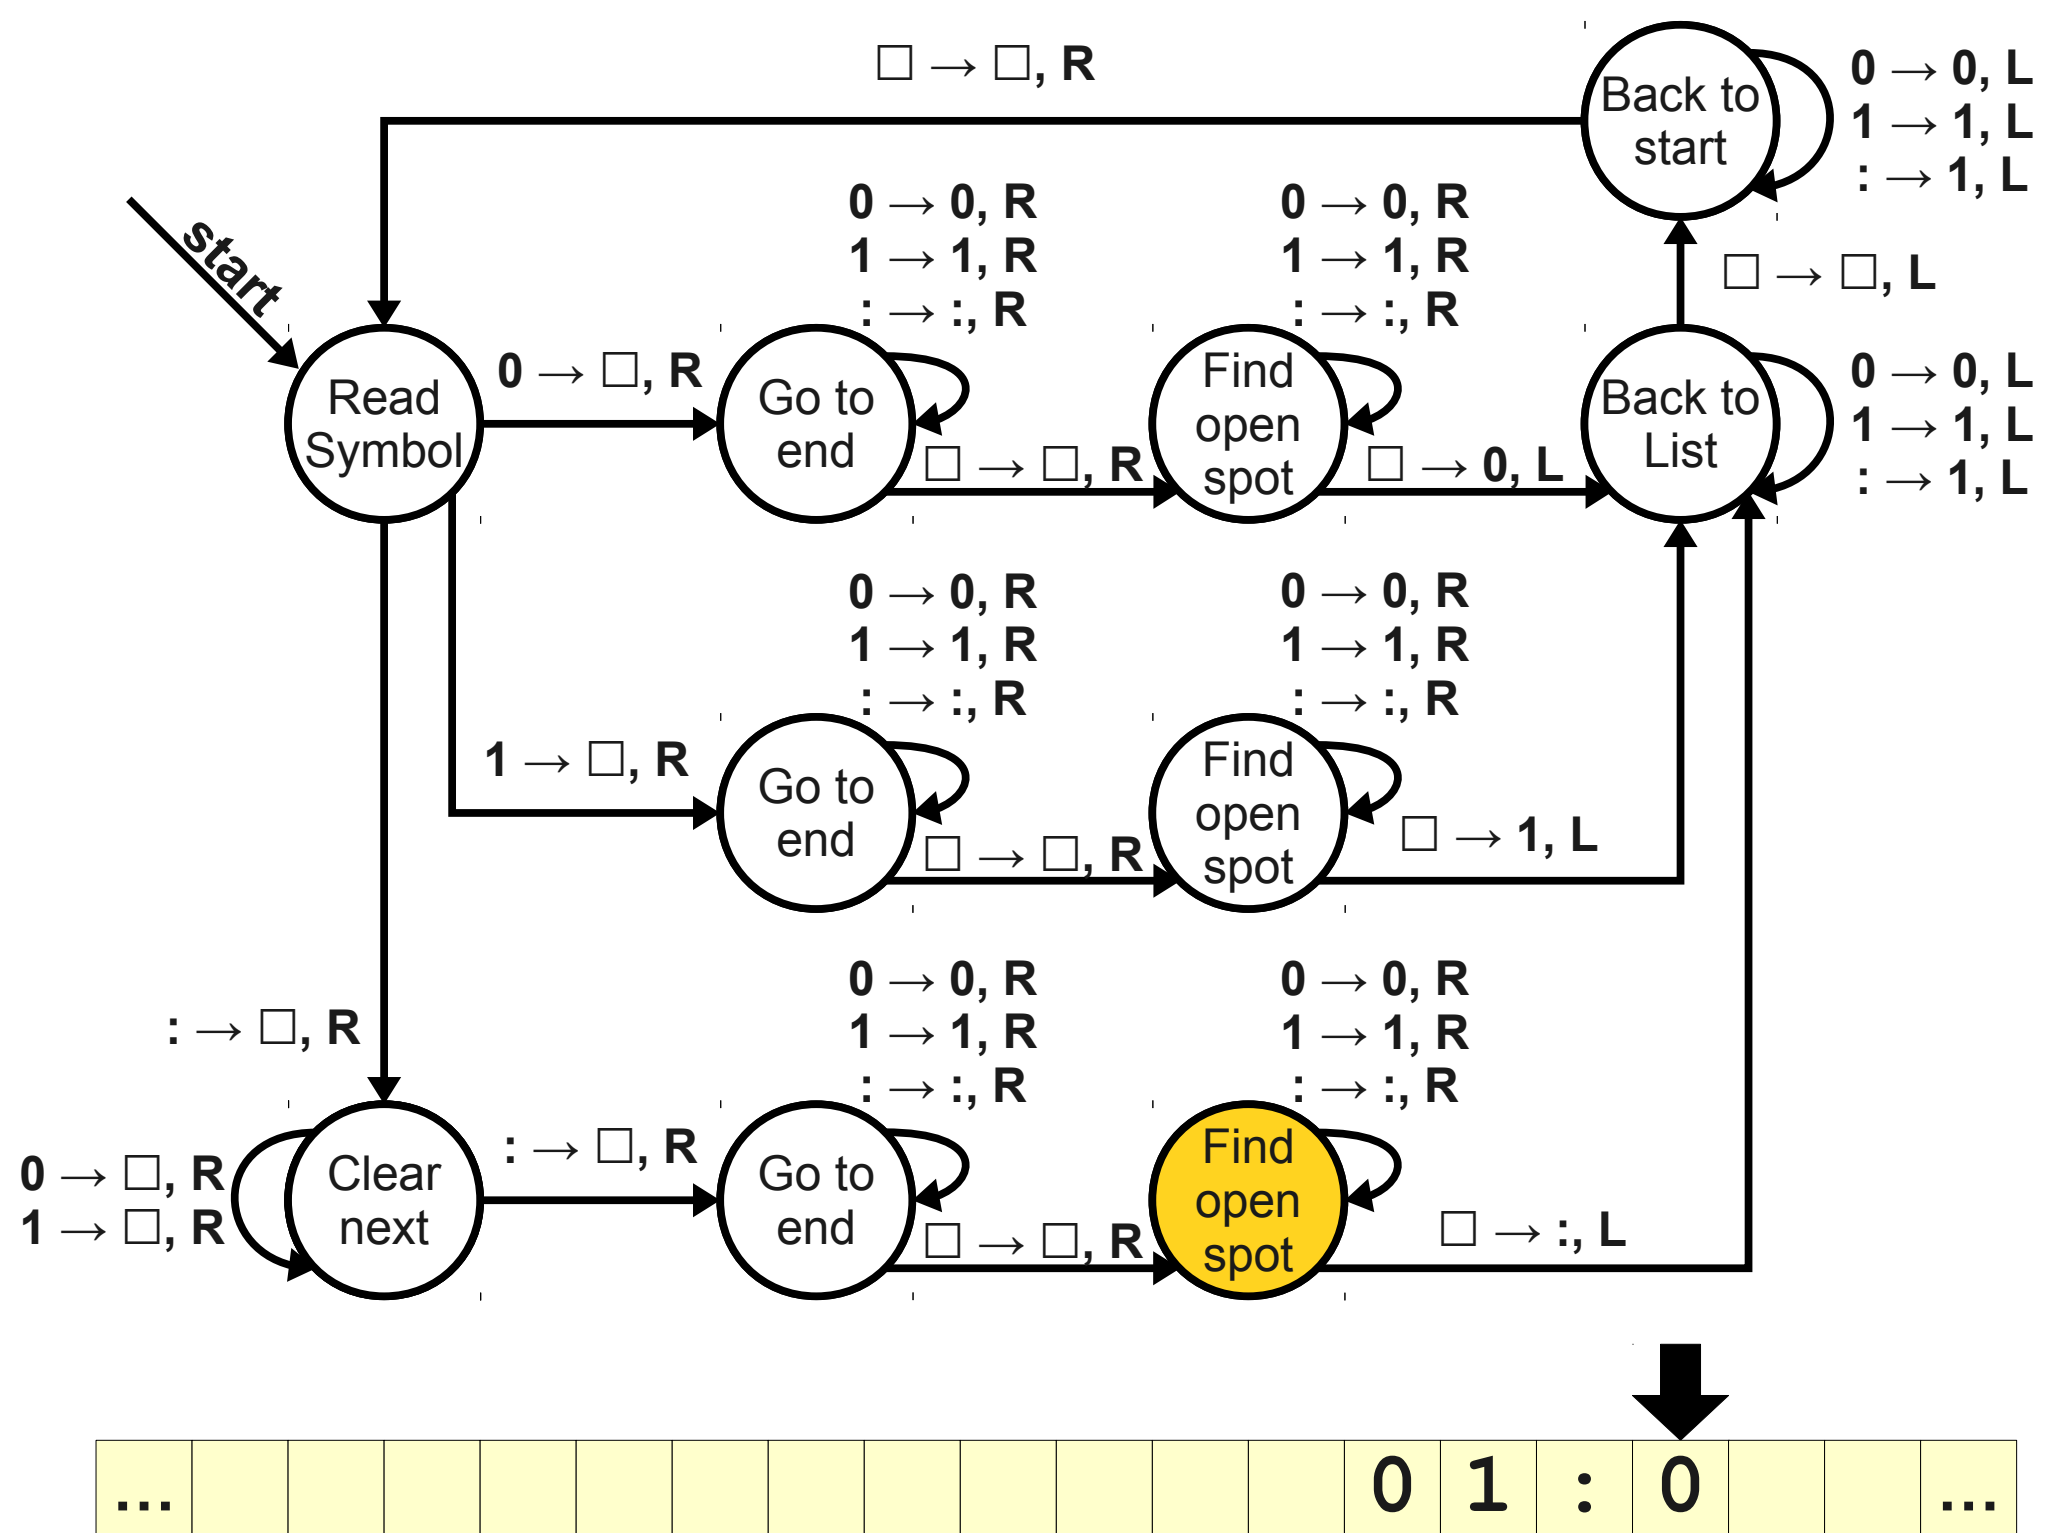 □ → □, R
Back to
start
0 → 0, L
1 → 1, L
: → 1, L
start
0 → 0, R
1 → 1, R
: → :, R
0 → 0, R
1 → 1, R
: → :, R
□ → □, L
Read
Symbol
0 → □, R
Go to
end
□ → □, R
Find
open
spot
□ → 0, L
Back to
List
0 → 0, L
1 → 1, L
: → 1, L
0 → 0, R
1 → 1, R
: → :, R
0 → 0, R
1 → 1, R
: → :, R
1 → □, R
Go to
end
□ → □, R
Find
open
spot
□ → 1, L
0 → 0, R
1 → 1, R
: → :, R
0 → 0, R
1 → 1, R
: → :, R
: → □, R
0 → □, R
1 → □, R
Clear
next
: → □, R
Go to
end
□ → □, R
Find
open
spot
□ → :, L
... 0 1 : 0 ...